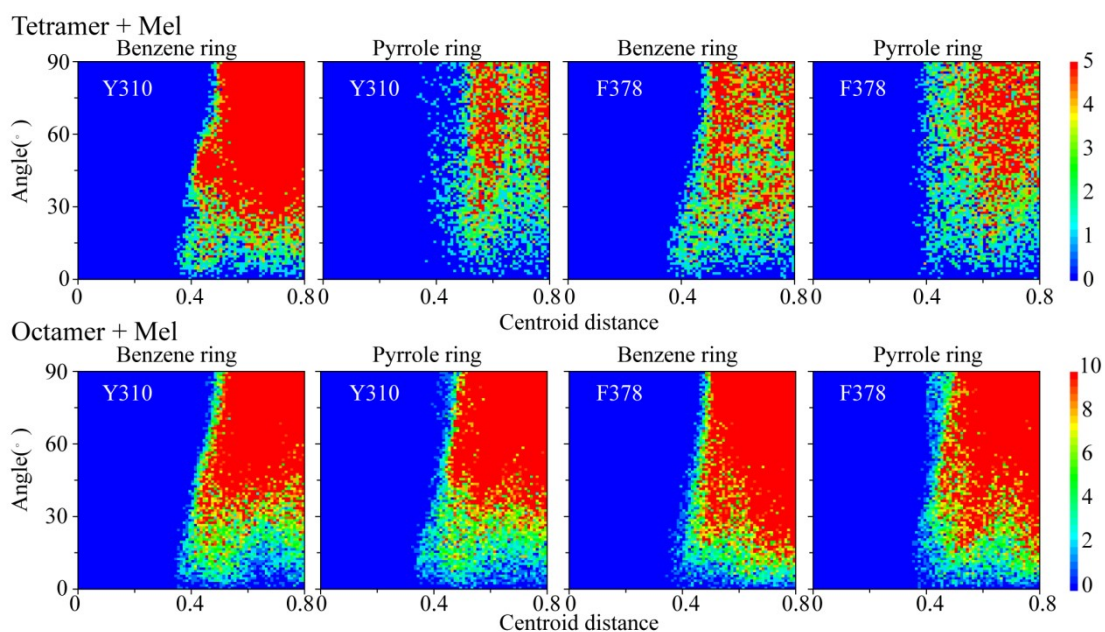 Tetramer + Mel
Benzene ring Pyrrole ring Benzene ring Pyrrole ring
Y310 Y310 F378 F378
Angle(°)
90
60
30
0
0 0.4 0.8 0 0.4 0.8 0 0.4 0.8 0 0.4 0.8
Centroid distance
5
4
3
2
1
0
Octamer + Mel
Benzene ring Pyrrole ring Benzene ring Pyrrole ring
Y310 Y310 F378 F378
Angle(°)
90
60
30
0
0 0.4 0.8 0 0.4 0.8 0 0.4 0.8 0 0.4 0.8
Centroid distance
10
8
6
4
2
0